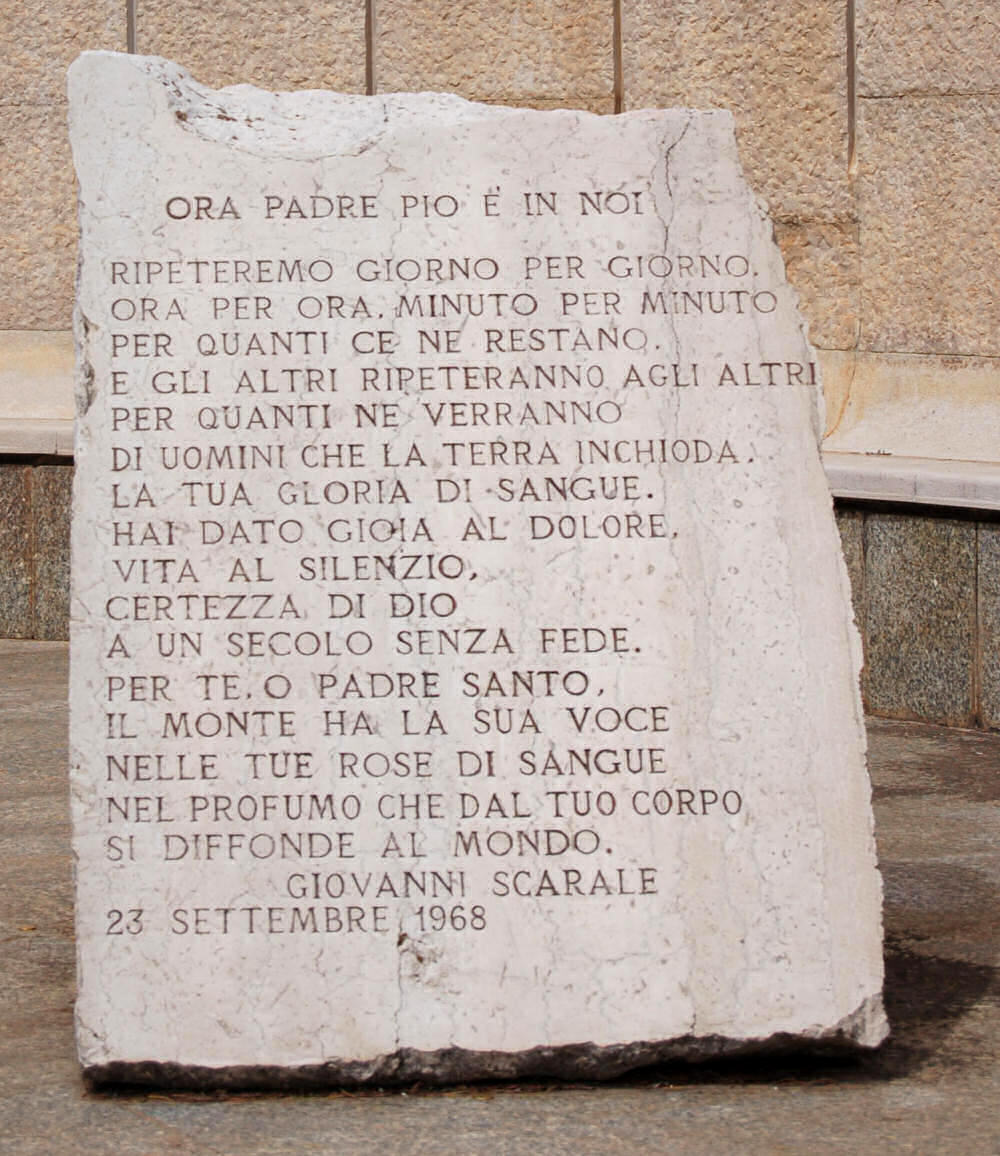 ORA PADRE PIO È IN NOI
RIPETEREMO GIORNO PER GIORNO.
ORA PER ORA. MINUTO PER MINUTO
PER QUANTI CE NE RESTANO.
E GLI ALTRI RIPETERANNO AGLI ALTRI
PER QUANTI NE VERRANNO
DI UOMINI CHE LA TERRA INCHIODA.
LA TUA GLORIA DI SANGUE.
HAI DATO GIOIA AL DOLORE,
VITA AL SILENZIO,
CERTEZZA DI DIO
A UN SECOLO SENZA FEDE.
PER TE, O PADRE SANTO,
IL MONTE HA LA SUA VOCE
NELLE TUE ROSE DI SANGUE
NEL PROFUMO CHE DAL TUO CORPO
SI DIFFONDE AL MONDO.
GIOVANNI SCARALE
23 SETTEMBRE 1968